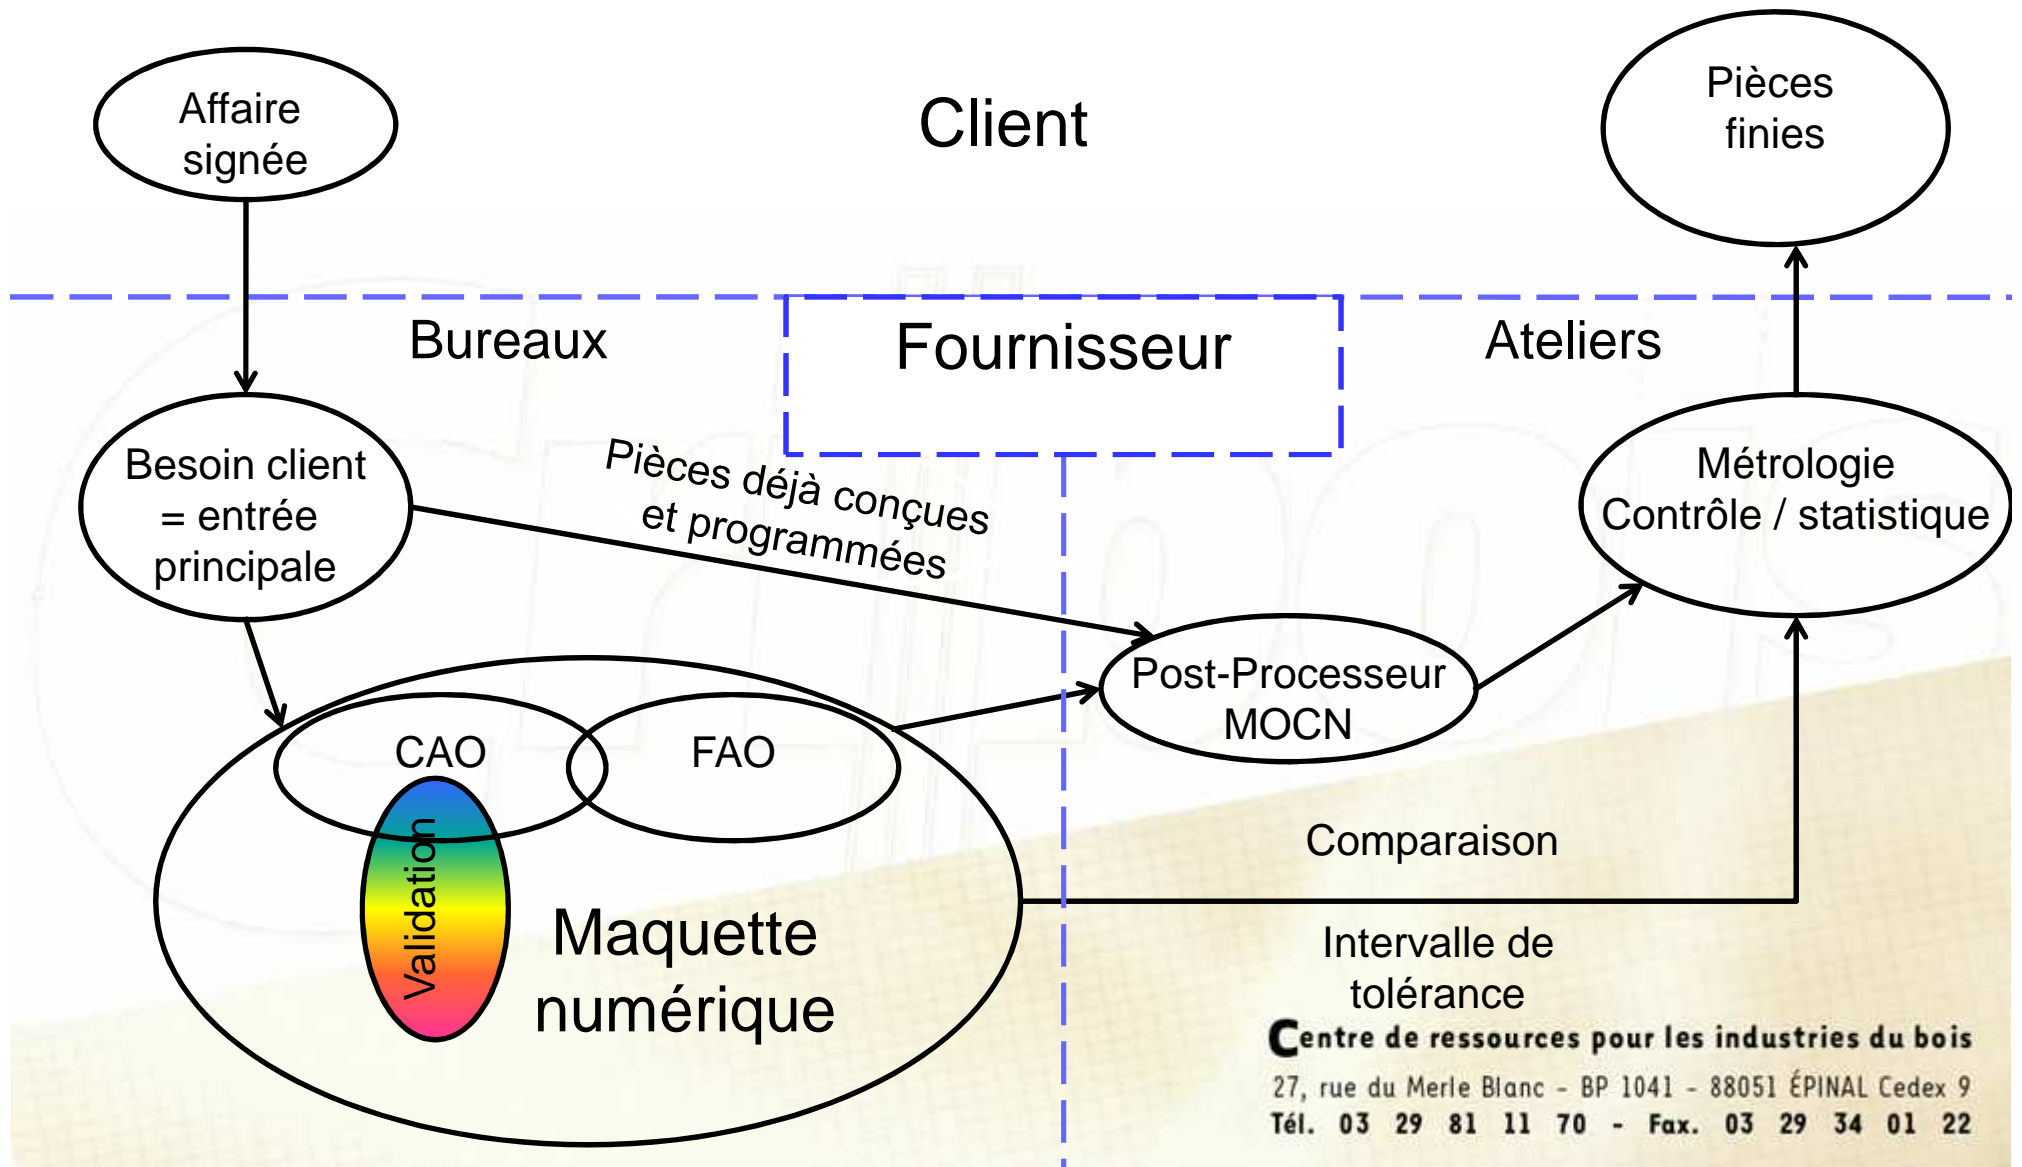 Affaire
signée
Client
Pièces
finies
Bureaux
Fournisseur
Ateliers
Besoin client
= entrée
principale
Pièces déjà conçues
et programmées
Métrologie
Contrôle / statistique
Post-Processeur
MOCN
CAO
FAO
Validation
Maquette
numérique
Comparaison
Intervalle de
tolérance
Centre de ressources pour les industries du bois
27, rue du Merle Blanc - BP 1041 - 88051 ÉPINAL Cedex 9
Tél. 03 29 81 11 70 - Fax. 03 29 34 01 22